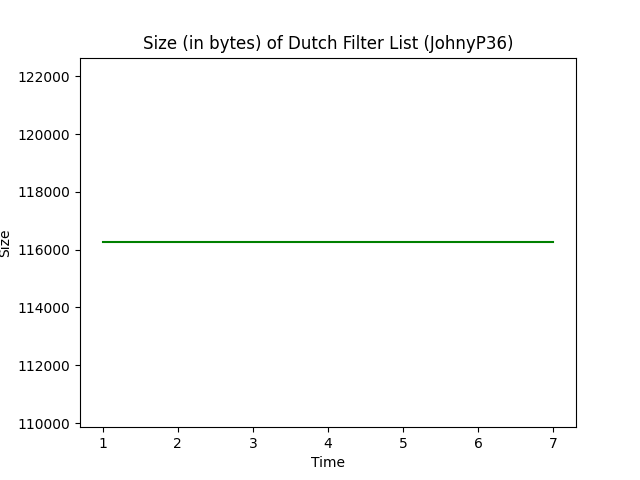 Size (in bytes) of Dutch Filter List (JohnyP36)
122000
120000
118000
116000
114000
112000
110000
Size
1 2 3 4 5 6 7
Time